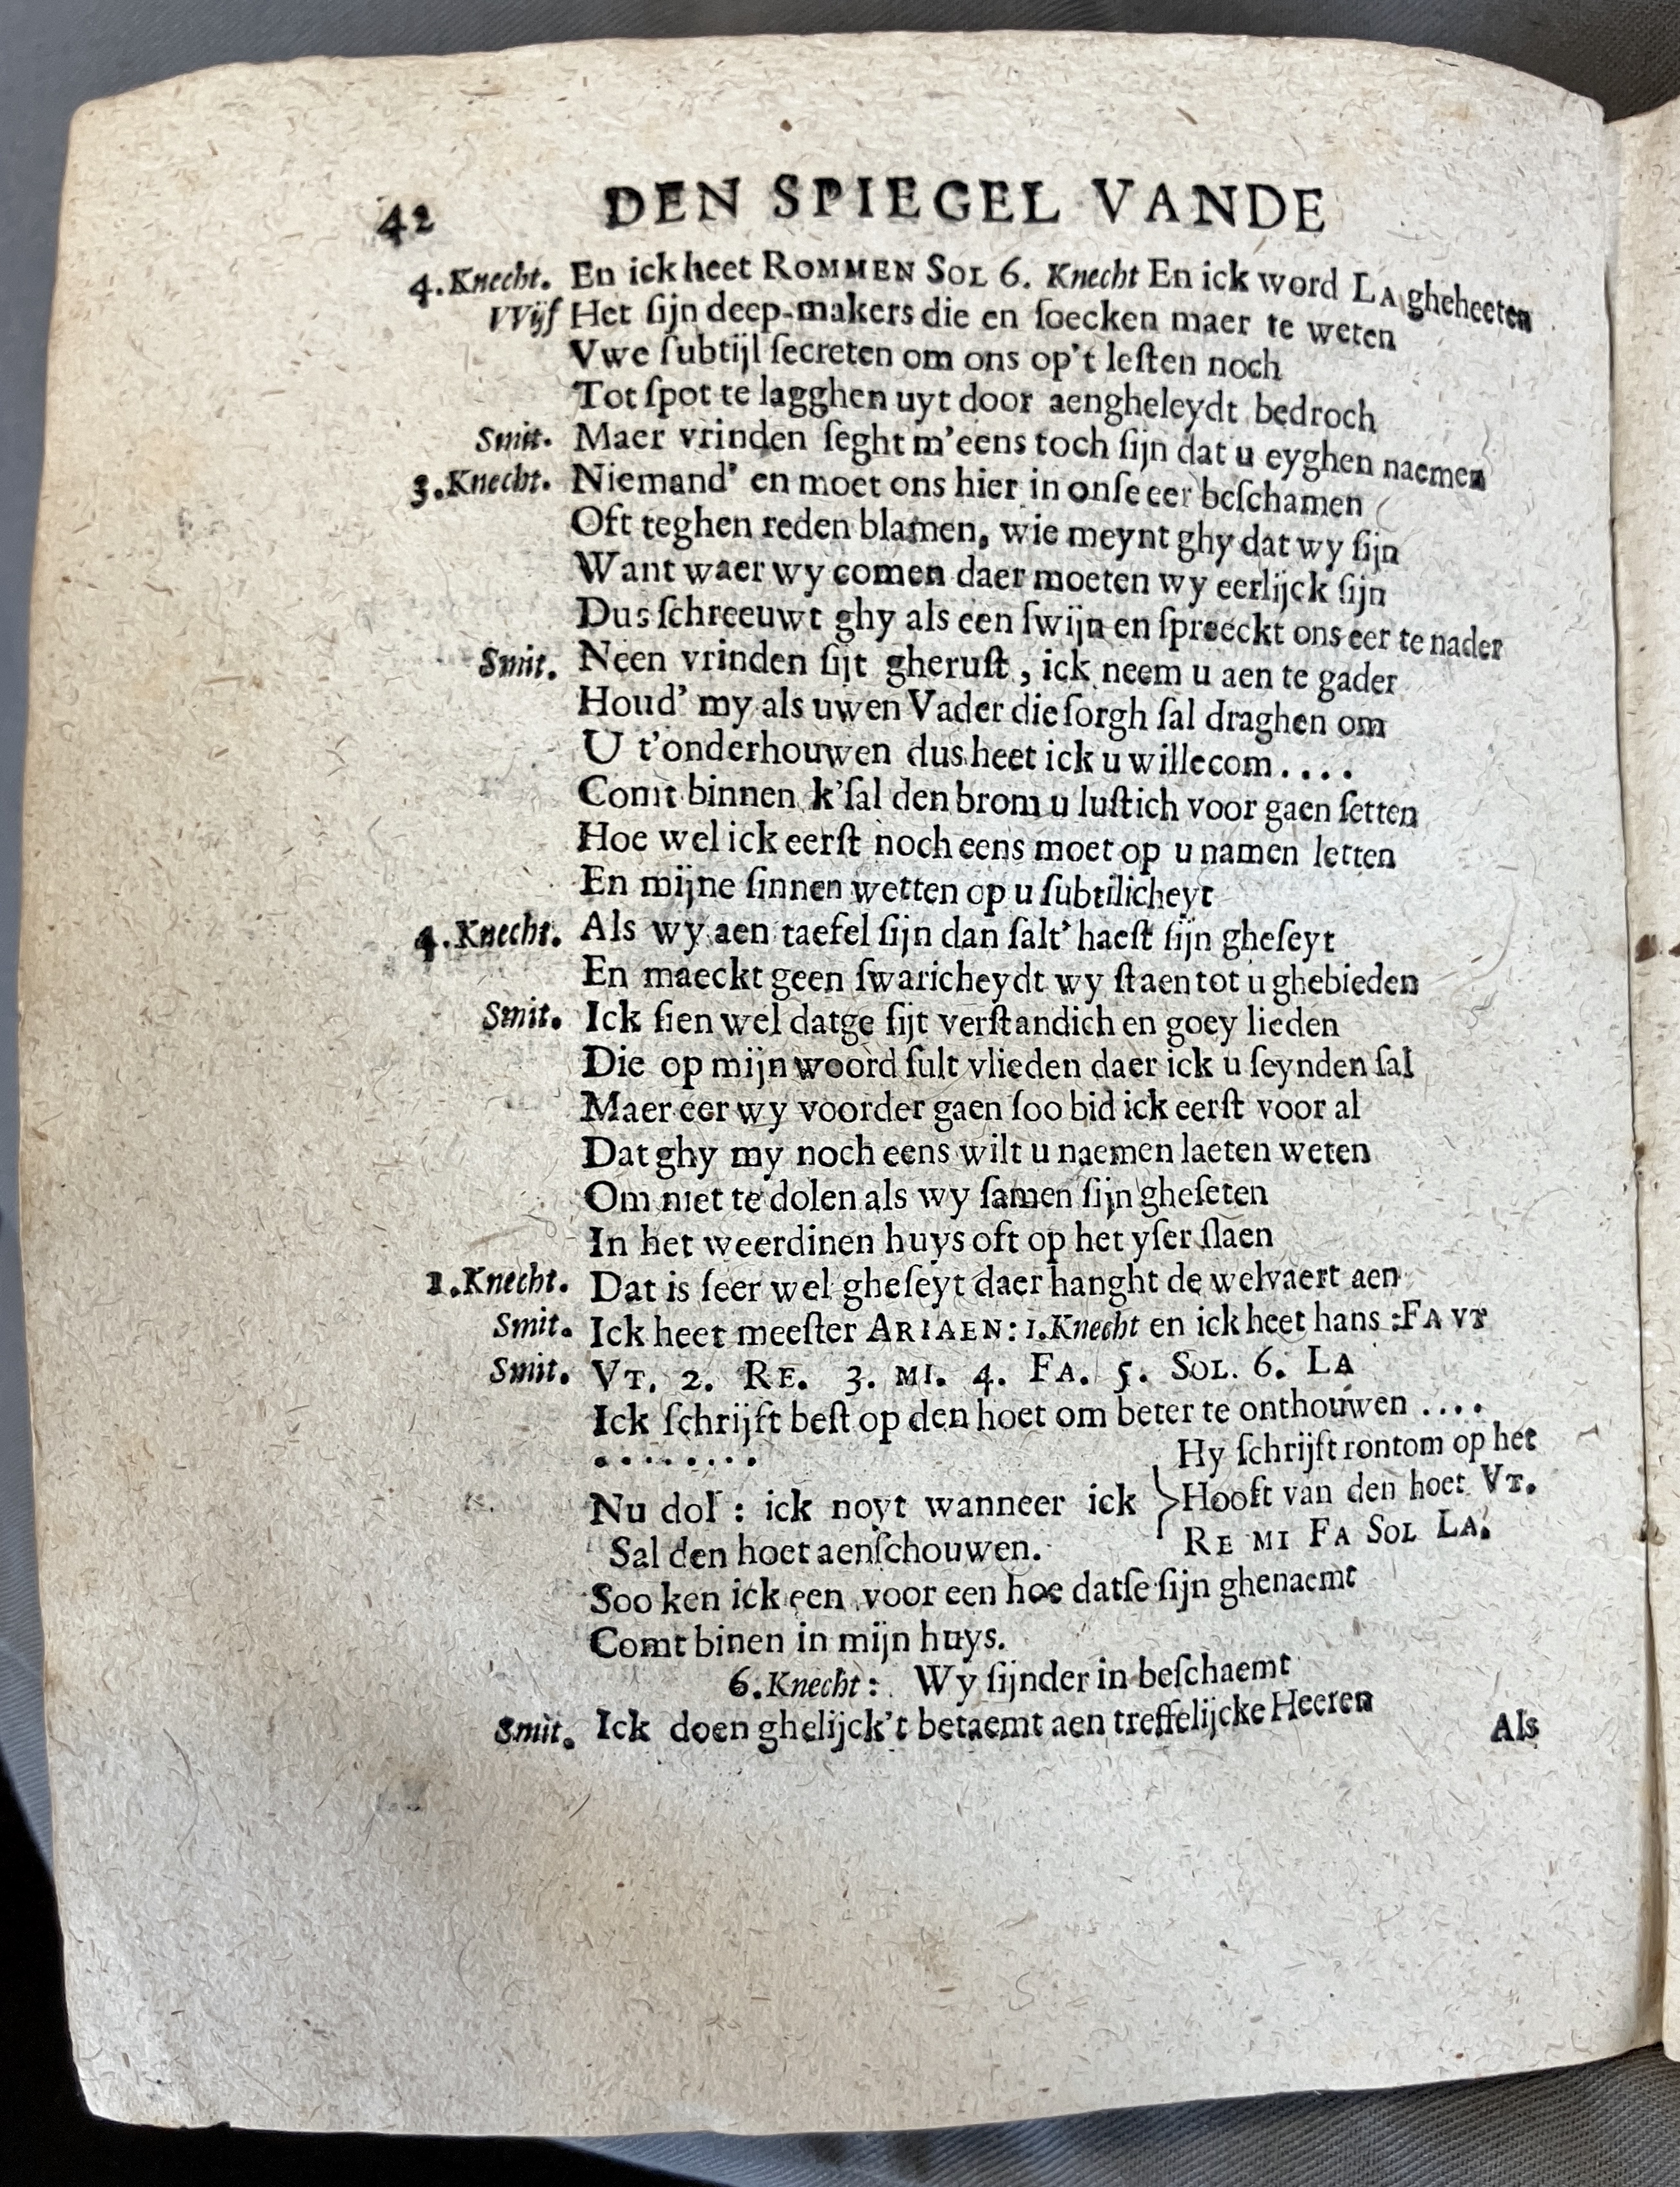 42 DEN SPIEGEL VANDE
4.Knecht. En ick heet ROMMEN SOL 6. Knecht En ick word LA gheheeten
VVijf Het ſijn deep-makers die en ſoecken maer te weten
Vwe ſubtijl ſecreten om ons op't leſten noch
Tot ſpot te lagghen uyt door aengheleydt bedroch
Smit. Maer vrinden ſeght m'eens toch ſijn dat u eyghen naemen
3.Knecht. Niemand' en moet ons hier in onſe eer beſchamen
Oft teghen reden blamen, wie meynt ghy dat wy ſijn
Want waer wy comen daer moeten wy eerlijck ſijn
Dus ſchreeuwt ghy als een ſwijn en ſpreeckt ons eer te nader
Smit. Neen vrinden ſijt gheruſt, ick neem u aen te gader
Houd' my als uwen Vader die ſorgh ſal draghen om
U t'onderhouwen dus heet ick u willecom....
Comt binnen k'ſal den brom u luſtich voor gaen ſetten
Hoe wel ick eerſt noch eens moet op u namen letten
En mijne ſinnen wetten op u ſubtilicheyt
4.Knecht. Als wy aen taefel ſijn dan ſalt' haeſt ſijn gheſeyt
En maeckt geen ſwaricheydt wy ſtaen tot u ghebieden
Smit. Ick ſien wel datge ſijt verſtandich en goey lieden
Die op mijn woord ſult vlieden daer ick u ſeynden ſal
Maer eer wy voorder gaen ſoo bid ick eerſt voor al
Dat ghy my noch eens wilt u naemen laeten weten
Om niet te dolen als wy ſamen ſijn gheſeten
In het weerdinen huys oft op het yſer ſlaen
1.Knecht. Dat is ſeer wel gheſeyt daer hanght de welvaert aen
Smit. Ick heet meeſter ARIAEN: 1.Knecht en ick heet hans :FA VT
Smit. VT. 2. RE. 3. MI. 4. FA. 5. SOL. 6. LA
Ick ſchrijft beſt op den hoet om beter te onthouwen ....
........ Hy ſchrijft rontom op het
Nu dol : ick noyt wanneer ick } Hooft van den hoet VT.
Sal den hoet aenſchouwen. RE MI FA SOL LA.
Soo ken ick een voor een hoe datſe ſijn ghenaemt
Comt binen in mijn huys.
6.Knecht: Wy ſijnder in beſchaemt
Smit. Ick doen ghelijck't betaemt aen treffelijcke Heeren
Als